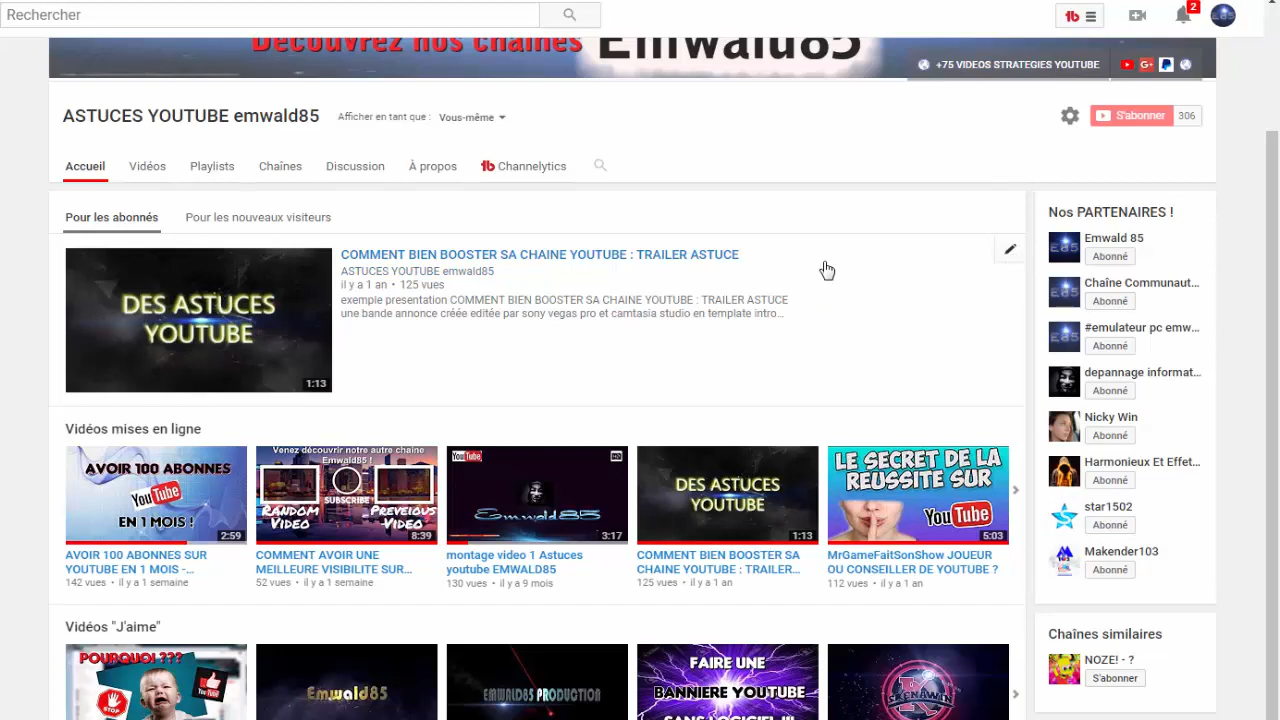 Rechercher
2
Découvrez nos chaînes Emwald85
+75 VIDEOS STRATEGIES YOUTUBE
ASTUCES YOUTUBE emwald85
Afficher en tant que : Vous-même
S'abonner 306
Accueil Vidéos Playlists Chaînes Discussion À propos Channelytics
Pour les abonnés Pour les nouveaux visiteurs
DES ASTUCES
YOUTUBE
1:13
COMMENT BIEN BOOSTER SA CHAINE YOUTUBE : TRAILER ASTUCE
ASTUCES YOUTUBE emwald85
il y a 1 an • 125 vues
exemple presentation COMMENT BIEN BOOSTER SA CHAINE YOUTUBE : TRAILER ASTUCE
une bande annonce créée editée par sony vegas pro et camtasia studio en template intro...
Vidéos mises en ligne
AVOIR 100 ABONNES
YouTube
EN 1 MOIS !
2:59
AVOIR 100 ABONNES SUR
YOUTUBE EN 1 MOIS -...
142 vues • il y a 1 semaine
Venez découvrir notre autre chaine
Emwald85 !
SUBSCRIBE
RANDOM
VIDEO
PREVEIOUS
VIDEO
8:39
COMMENT AVOIR UNE
MEILLEURE VISIBILITE SUR...
52 vues • il y a 1 semaine
YouTube
HD
Emwald85
3:17
montage video 1 Astuces
youtube EMWALD85
130 vues • il y a 9 mois
DES ASTUCES
YOUTUBE
1:13
COMMENT BIEN BOOSTER SA
CHAINE YOUTUBE : TRAILER...
125 vues • il y a 1 an
LE SECRET DE LA
REUSSITE SUR
YouTube
5:03
MrGameFaitSonShow JOUEUR
OU CONSEILLER DE YOUTUBE ?
112 vues • il y a 1 an
Vidéos "J'aime"
POURQUOI ???
STOP
YouTube
Emwald85
EMWALD85 PRODUCTION
FAIRE UNE
BANNIERE YOUTUBE
SANS LOGICIEL !!!
Nos PARTENAIRES !
Emwald 85
Abonné
Chaîne Communaut...
Abonné
#emulateur pc emw...
Abonné
depannage informat...
Abonné
Nicky Win
Abonné
Harmonieux Et Effet...
Abonné
star1502
Abonné
Makender103
Abonné
Chaînes similaires
NOZE! - ?
S'abonner